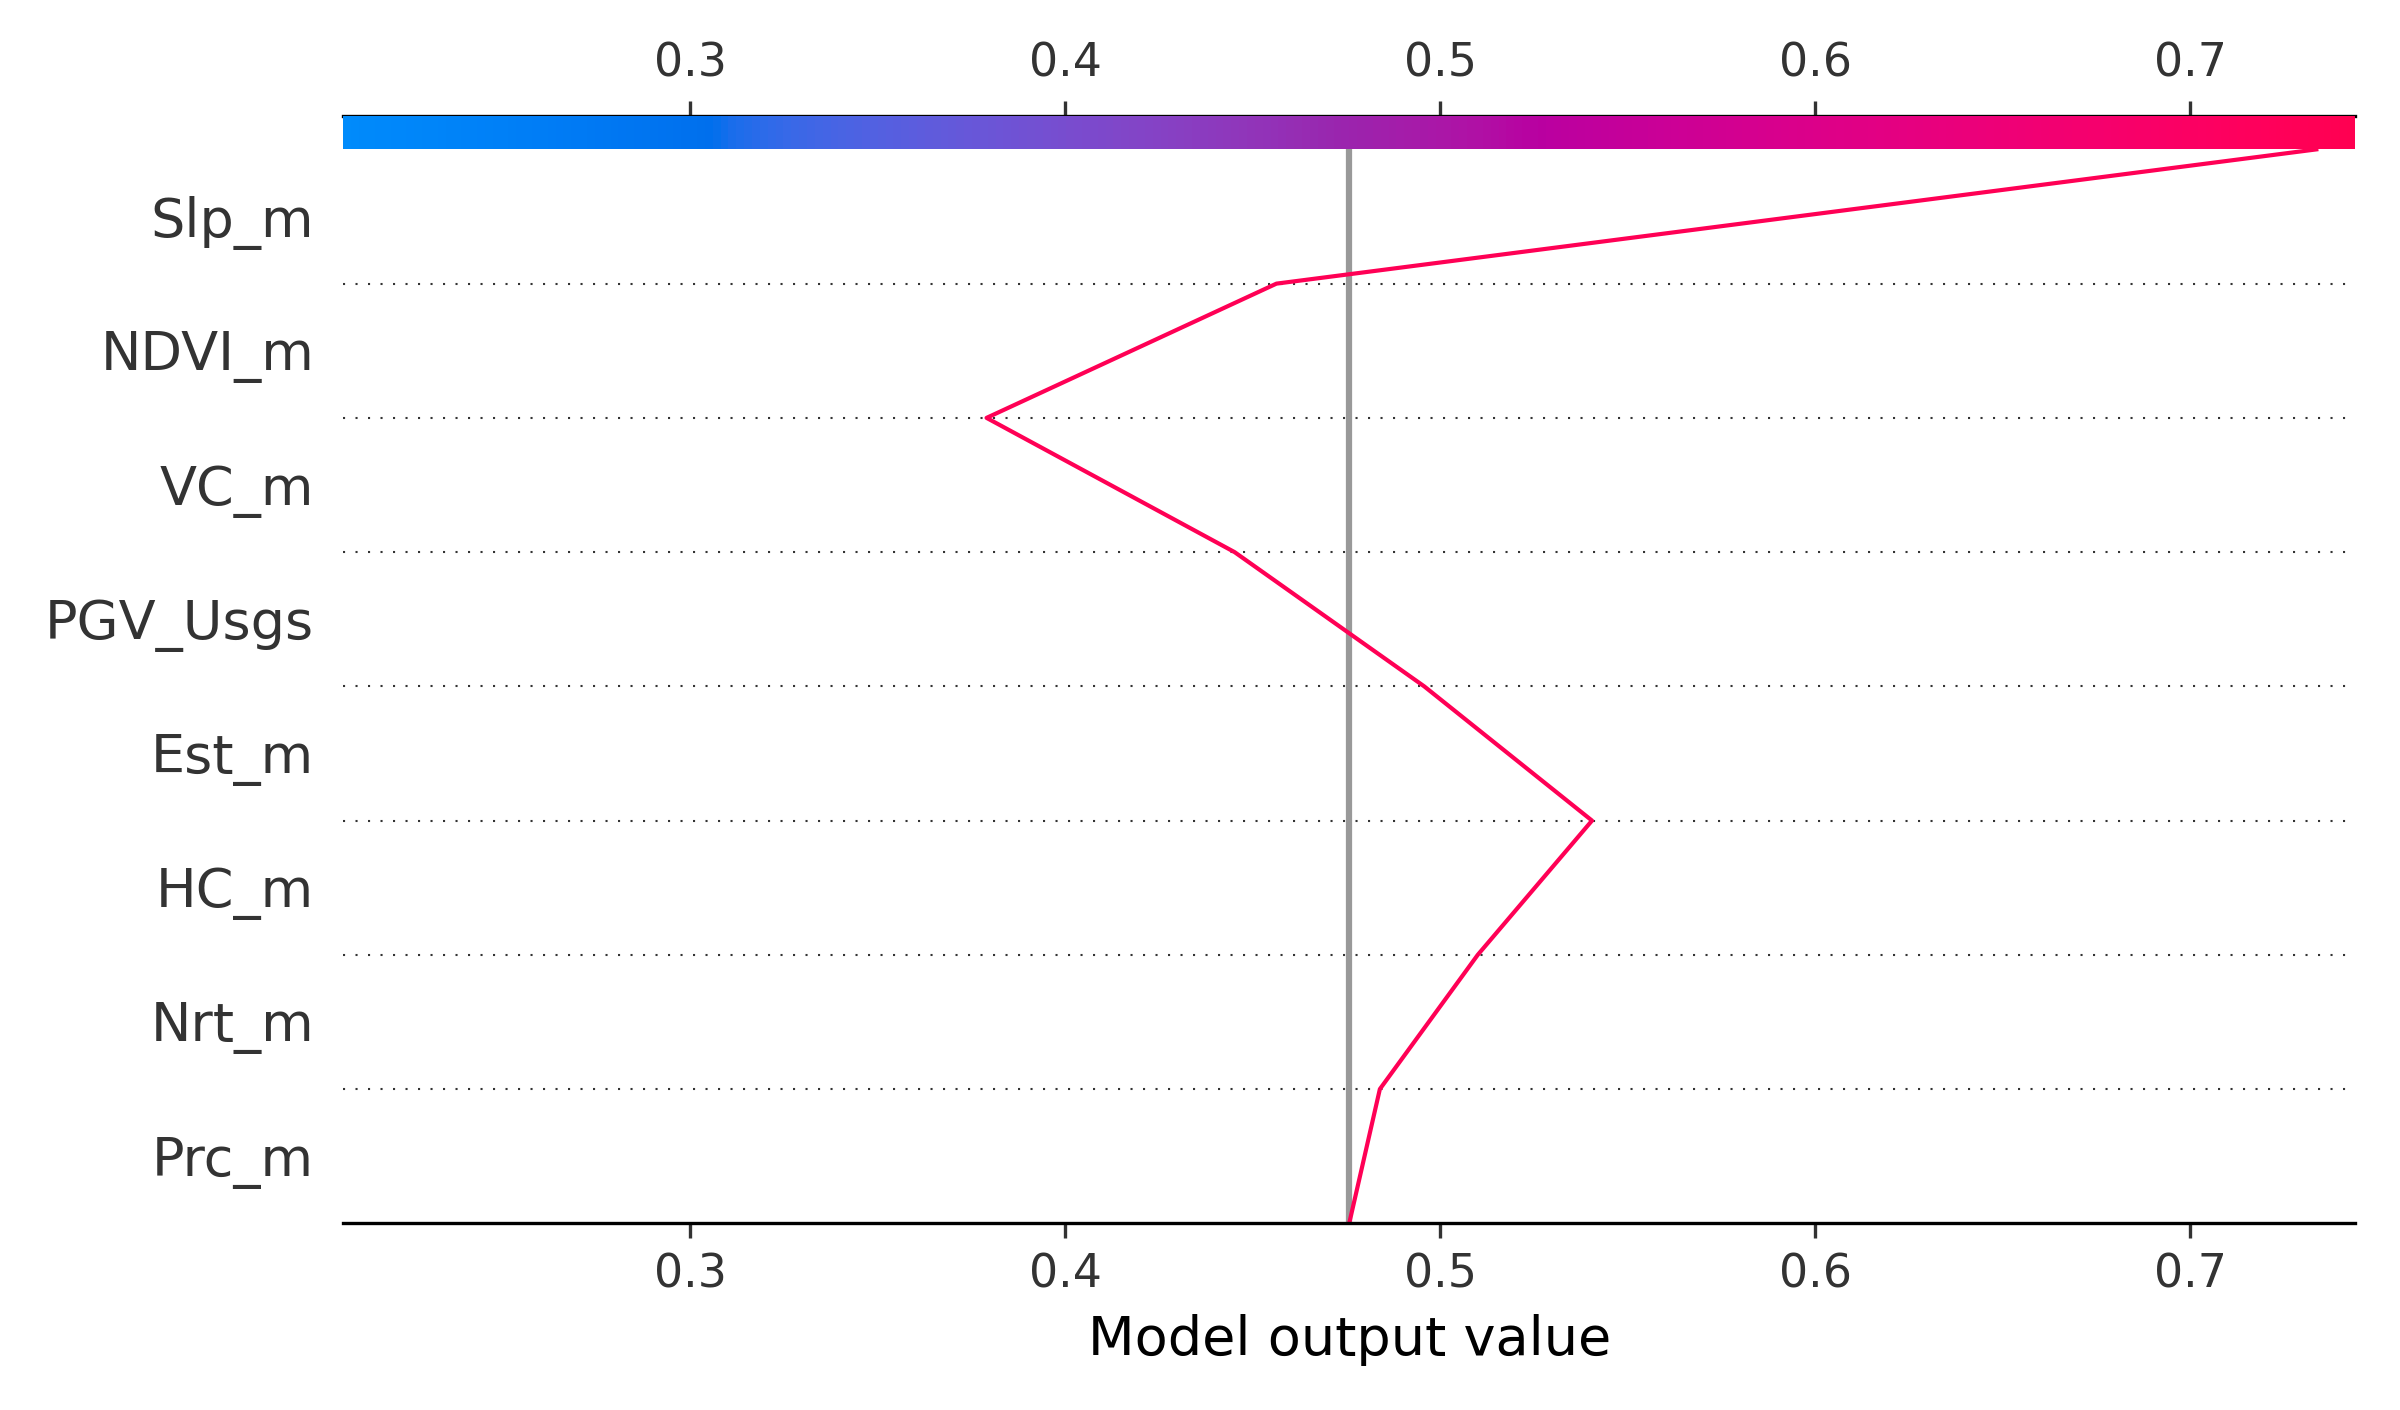 0.3 0.4 0.5 0.6 0.7
Slp_m
NDVI_m
VC_m
PGV_Usgs
Est_m
HC_m
Nrt_m
Prc_m
0.3 0.4 0.5 0.6 0.7
Model output value